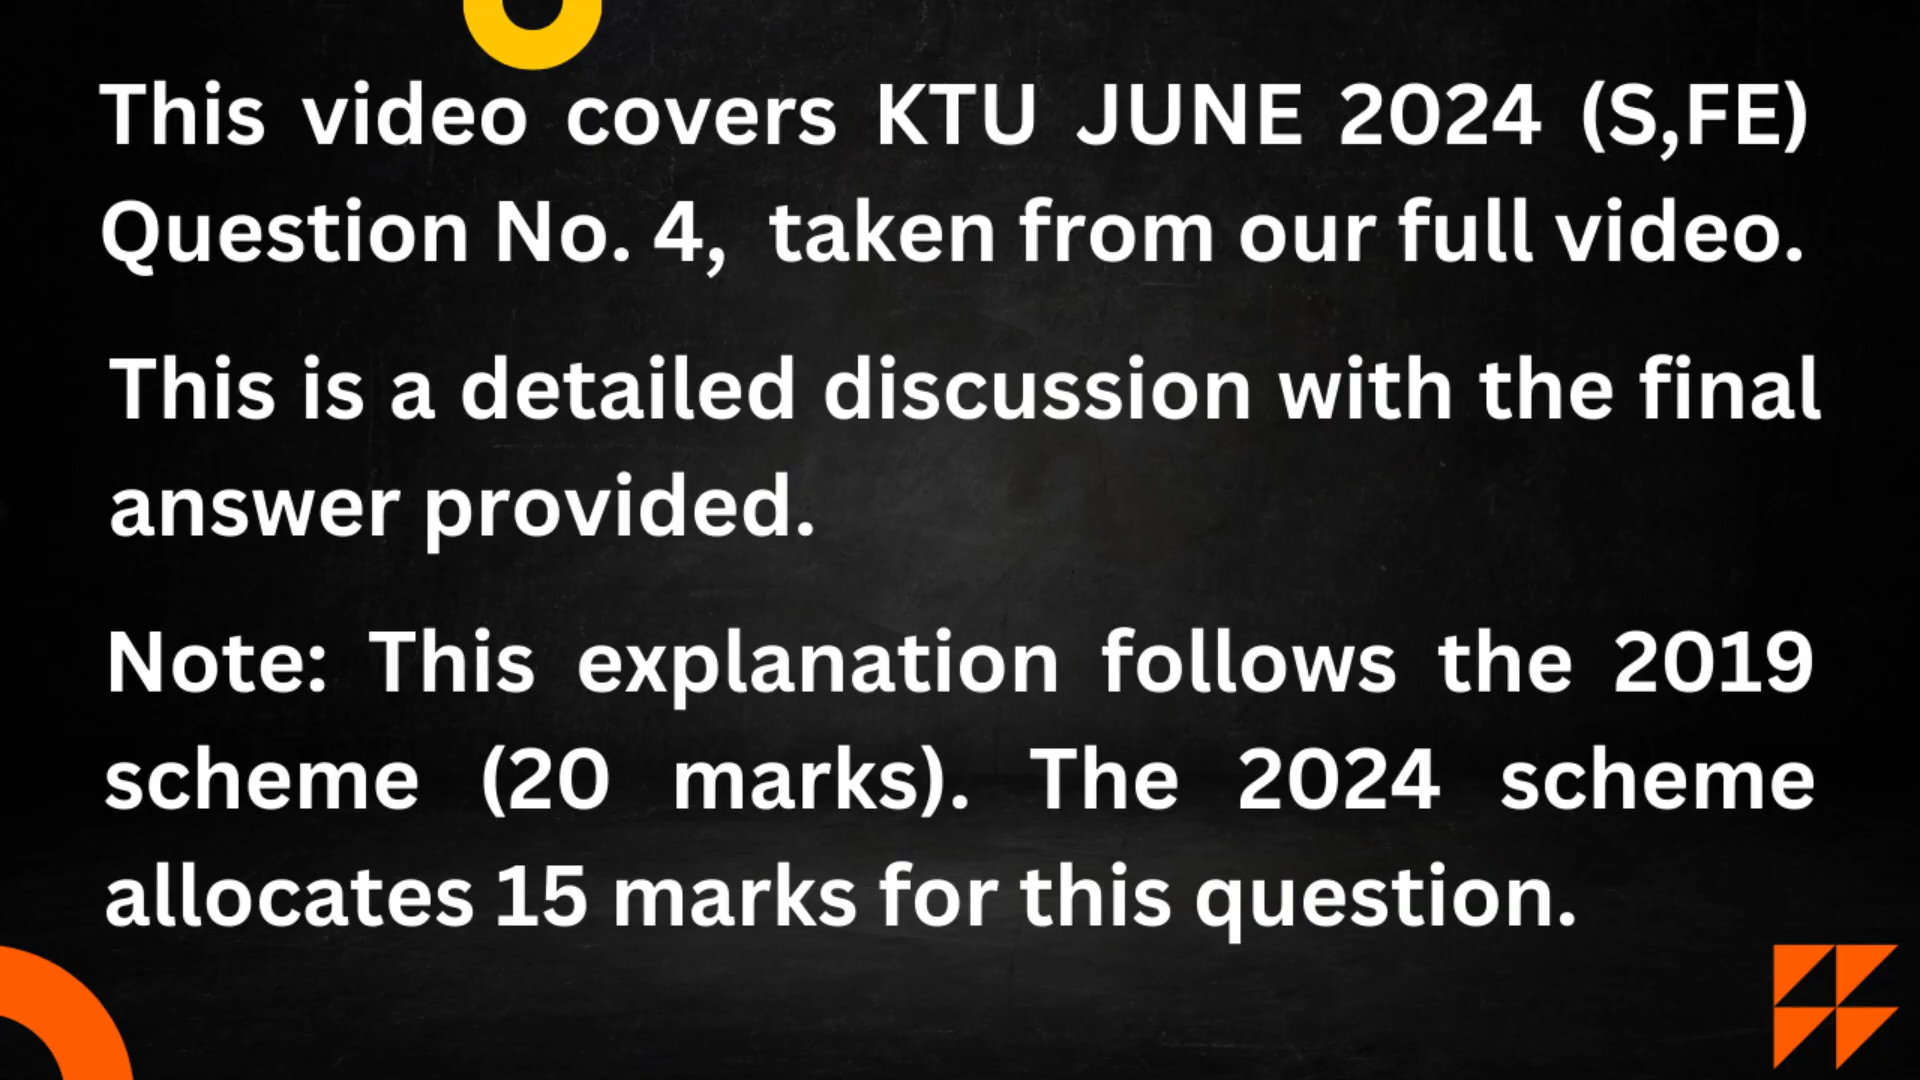 This video covers KTU JUNE 2024 (S,FE)
Question No. 4, taken from our full video.
This is a detailed discussion with the final
answer provided.
Note: This explanation follows the 2019
scheme (20 marks). The 2024 scheme
allocates 15 marks for this question.